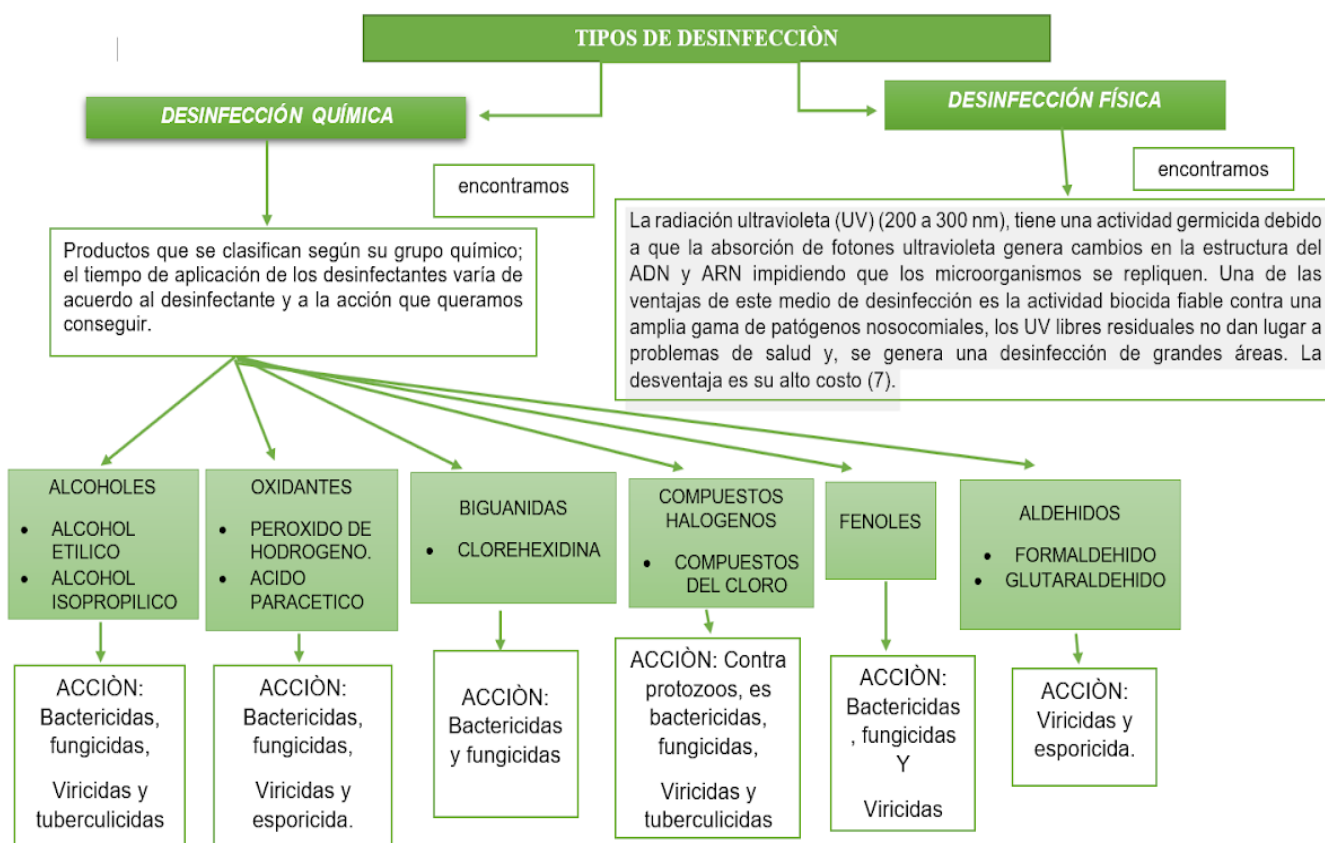 TIPOS DE DESINFECCIÒN
DESINFECCIÓN QUÍMICA
DESINFECCIÓN FÍSICA
encontramos
encontramos
Productos que se clasifican según su grupo químico;
el tiempo de aplicación de los desinfectantes varía de
acuerdo al desinfectante y a la acción que queramos
conseguir.
La radiación ultravioleta (UV) (200 a 300 nm), tiene una actividad germicida debido
a que la absorción de fotones ultravioleta genera cambios en la estructura del
ADN y ARN impidiendo que los microorganismos se repliquen. Una de las
ventajas de este medio de desinfección es la actividad biocida fiable contra una
amplia gama de patógenos nosocomiales, los UV libres residuales no dan lugar a
problemas de salud y, se genera una desinfección de grandes áreas. La
desventaja es su alto costo (7).
ALCOHOLES
• ALCOHOL
ETILICO
• ALCOHOL
ISOPROPILICO
OXIDANTES
• PEROXIDO DE
HODROGENO.
• ACIDO
PARACETICO
BIGUANIDAS
• CLOREHEXIDINA
COMPUESTOS
HALOGENOS
• COMPUESTOS
DEL CLORO
FENOLES
ALDEHIDOS
• FORMALDEHIDO
• GLUTARALDEHIDO
ACCIÒN:
Bactericidas,
fungicidas,
Viricidas y
tuberculicidas
ACCIÒN:
Bactericidas,
fungicidas,
Viricidas y
esporicida.
ACCIÒN:
Bactericidas
y fungicidas
ACCIÒN: Contra
protozoos, es
bactericidas,
fungicidas,
Viricidas y
tuberculicidas
ACCIÒN:
Bactericidas
, fungicidas
Y
Viricidas
ACCIÒN:
Viricidas y
esporicida.